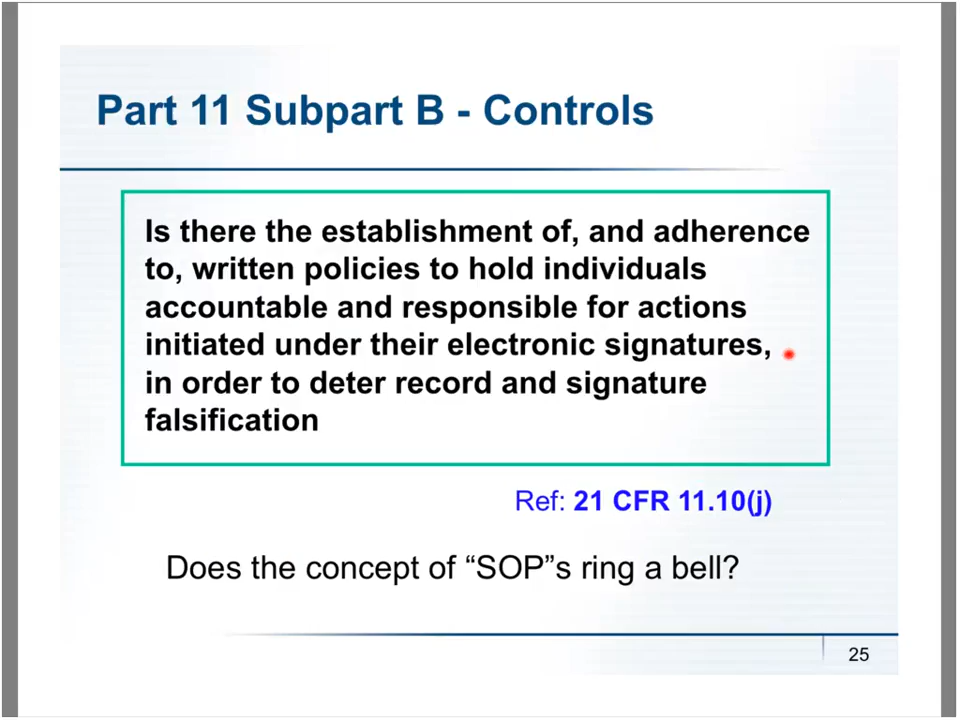 Part 11 Subpart B - Controls
Is there the establishment of, and adherence
to, written policies to hold individuals
accountable and responsible for actions
initiated under their electronic signatures,
in order to deter record and signature
falsification
Ref: 21 CFR 11.10(j)
Does the concept of “SOP”s ring a bell?
25